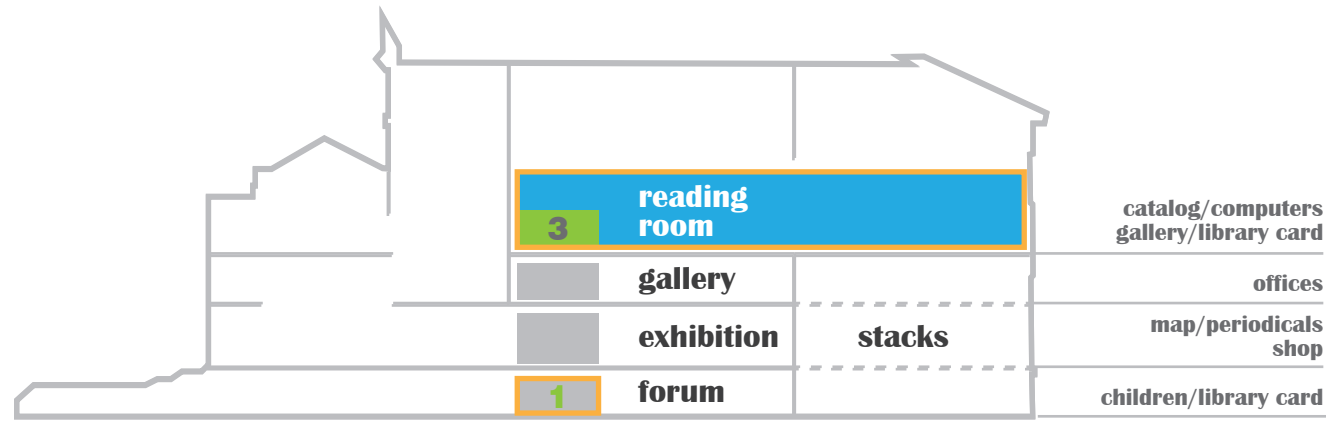 reading
room
3
catalog/computers
gallery/library card
gallery
offices
exhibition
stacks
map/periodicals
shop
1
forum
children/library card